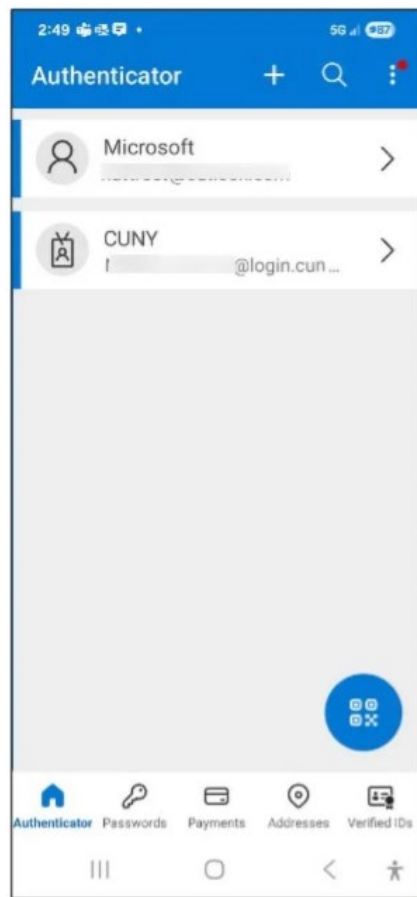 2:49 5G 87
Authenticator
Microsoft
CUNY
@login.cun...
Authenticator Passwords Payments Addresses Verified IDs